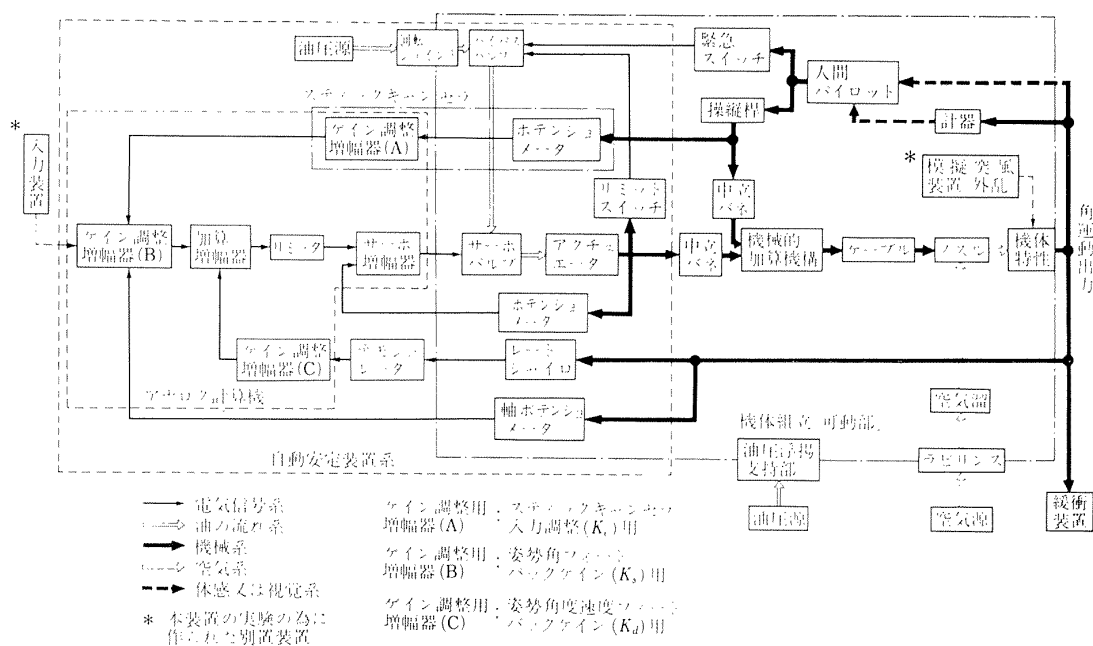 油圧源
緊急
スイッチ
人間
パイロット
操縦桿
計器
*
入力装置
ゲイン調整
増幅器(A)
ポテンショ
メータ
リミット
スイッチ
中立
バネ
*
模擬突風
装置 外乱
ゲイン調整
増幅器(B)
加算
増幅器
リミッタ
サーボ
増幅器
サーボ
バルブ
アクチュ
エータ
中立
バネ
機械的
加算機構
ケーブル
ノズル
機体
特性
角運動出力
ポテンショ
メータ
ゲイン調整
増幅器(C)
レート
ジャイロ
軸ポテンショ
メータ
アナログ計算機
自動安定装置系
機体組立 可動部
空気溜
油圧浮揚
支持部
ラビリンス
油圧源
空気源
緩衝
装置
電気信号系
油の流れ系
機械系
空気系
体感又は視覚系
* 本装置の実験の為に
作られた別置装置
ゲイン調整用
増幅器(A)
入力調整
用
ゲイン調整用
増幅器(B)
: 姿勢角フィード
バックゲイン
用
ゲイン調整用
増幅器(C)
: 姿勢角度速度フィード
バックゲイン(K_d)用